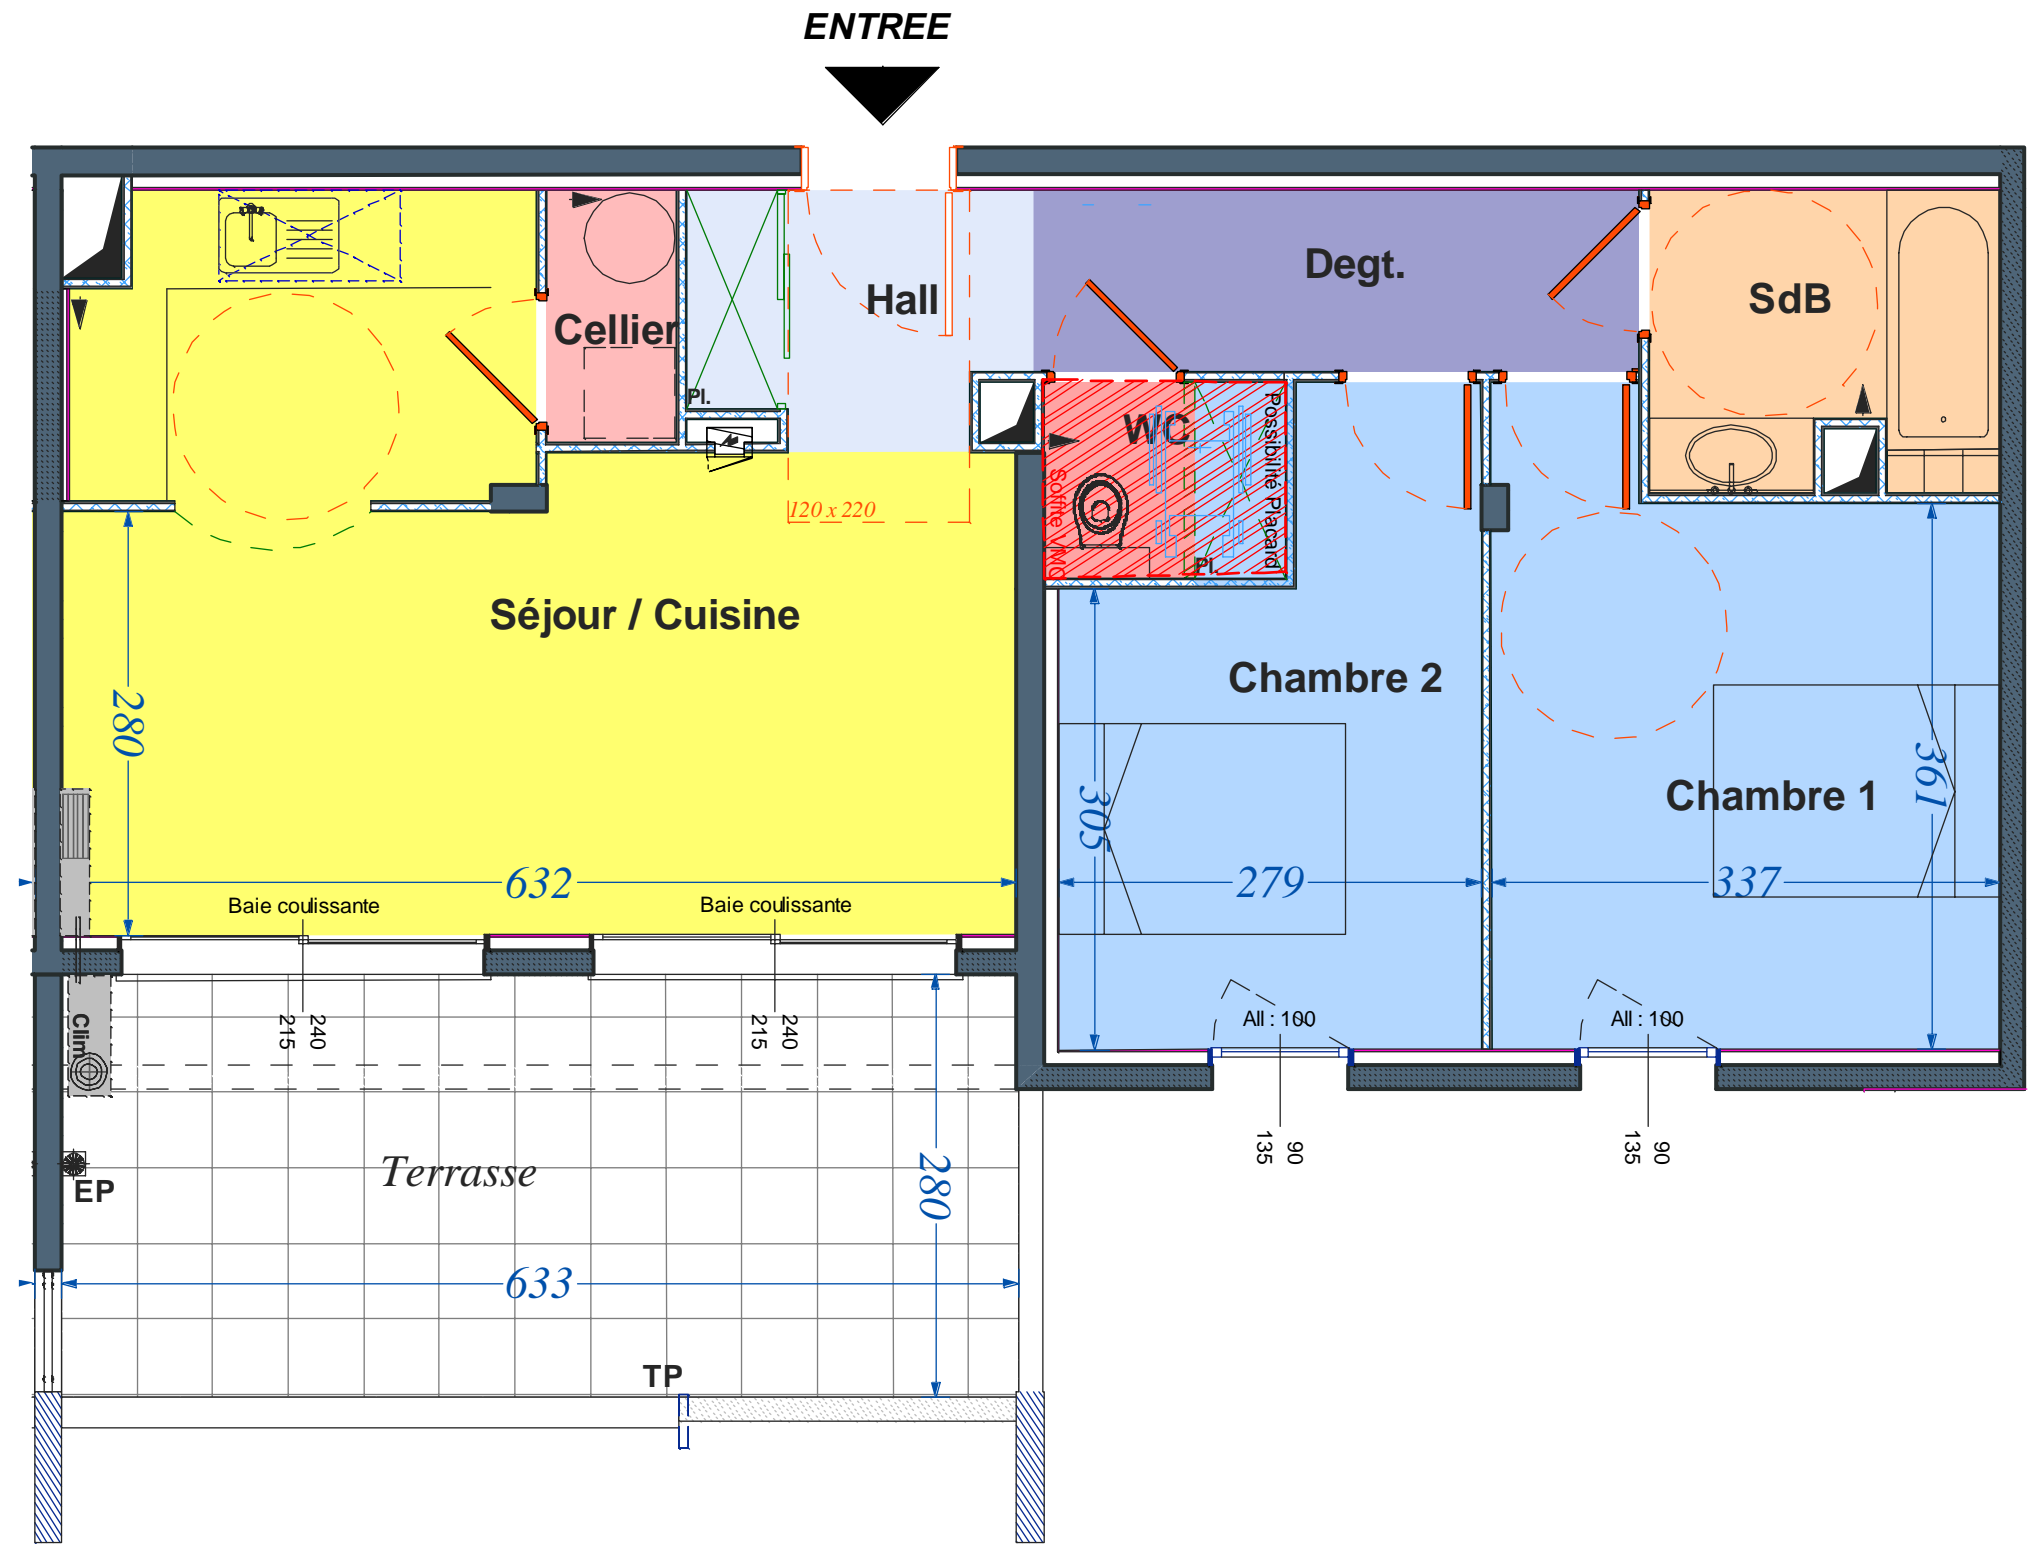 ENTREE
Degt.
Hall
SdB
Cellier
Pl.
WC
Possibilité Placard
Soffite VMC
Pl.
120 x 220
Séjour / Cuisine
Chambre 2
Chambre 1
280
305
361
632
279
337
Baie coulissante
Baie coulissante
240
215
240
215
All : 100
All : 100
90
135
90
135
Clim
Terrasse
EP
280
633
TP